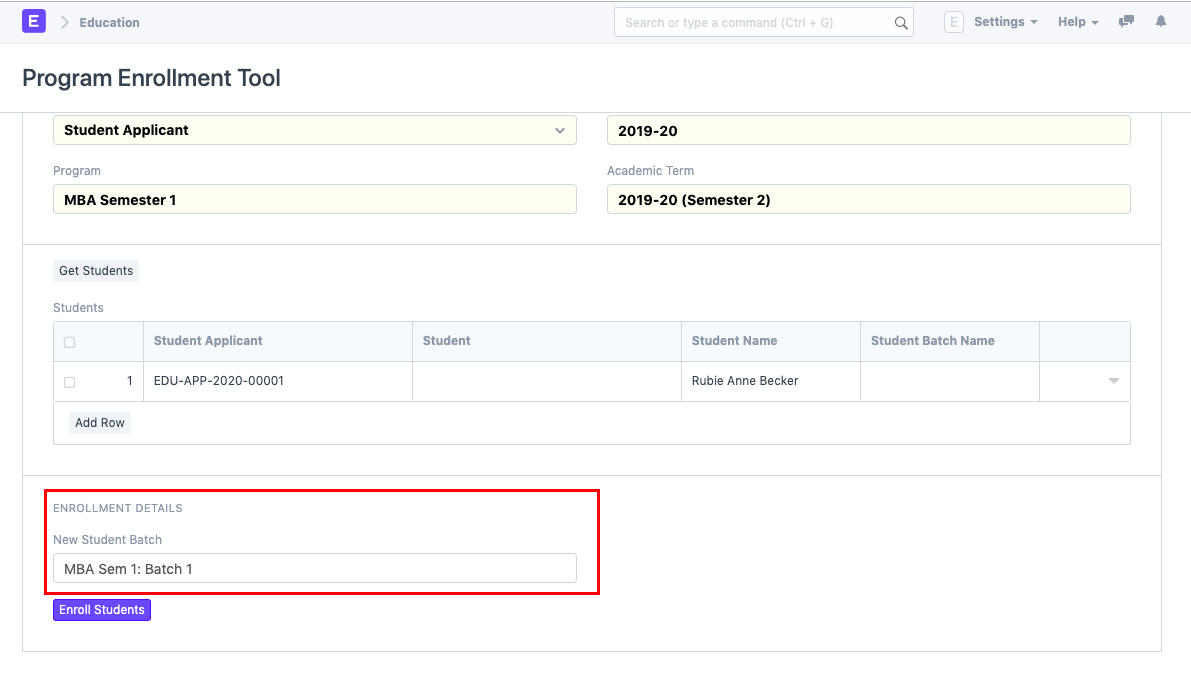 E Education Search or type a command (Ctrl + G) E Settings Help
Program Enrollment Tool
Student Applicant 2019-20
Program Academic Term
MBA Semester 1 2019-20 (Semester 2)
Get Students
Students
Student Applicant Student Student Name Student Batch Name
1 EDU-APP-2020-00001 Rubie Anne Becker
Add Row
ENROLLMENT DETAILS
New Student Batch
MBA Sem 1: Batch 1
Enroll Students